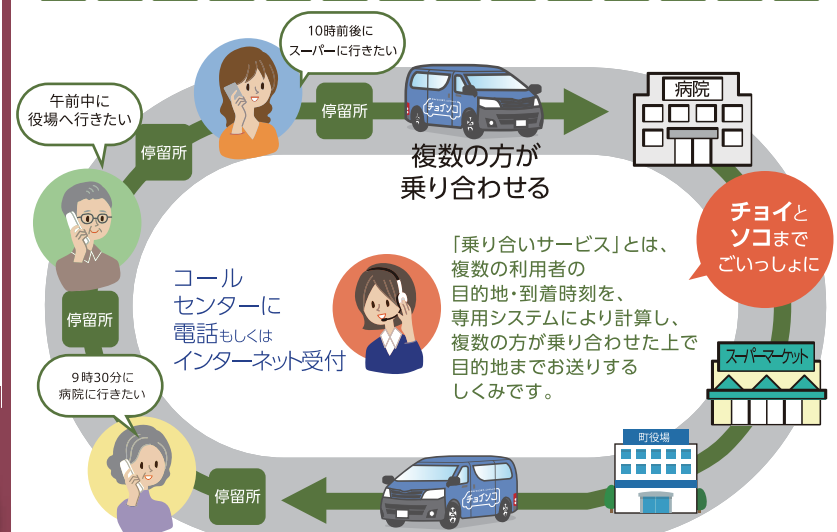 10時前後に
スーパーに行きたい
午前中に
役場へ行きたい
停留所
停留所
チョイソコ
病院
複数の方が
乗り合わせる
チョイと
ソコまで
ごいっしょに
「乗り合いサービス」とは、
複数の利用者の
目的地・到着時刻を、
専用システムにより計算し、
複数の方が乗り合わせた上で
目的地までお送りする
しくみです。
コール
センターに
電話もしくは
インターネット受付
停留所
9時30分に
病院に行きたい
スーパーマーケット
町役場
停留所
チョイソコ